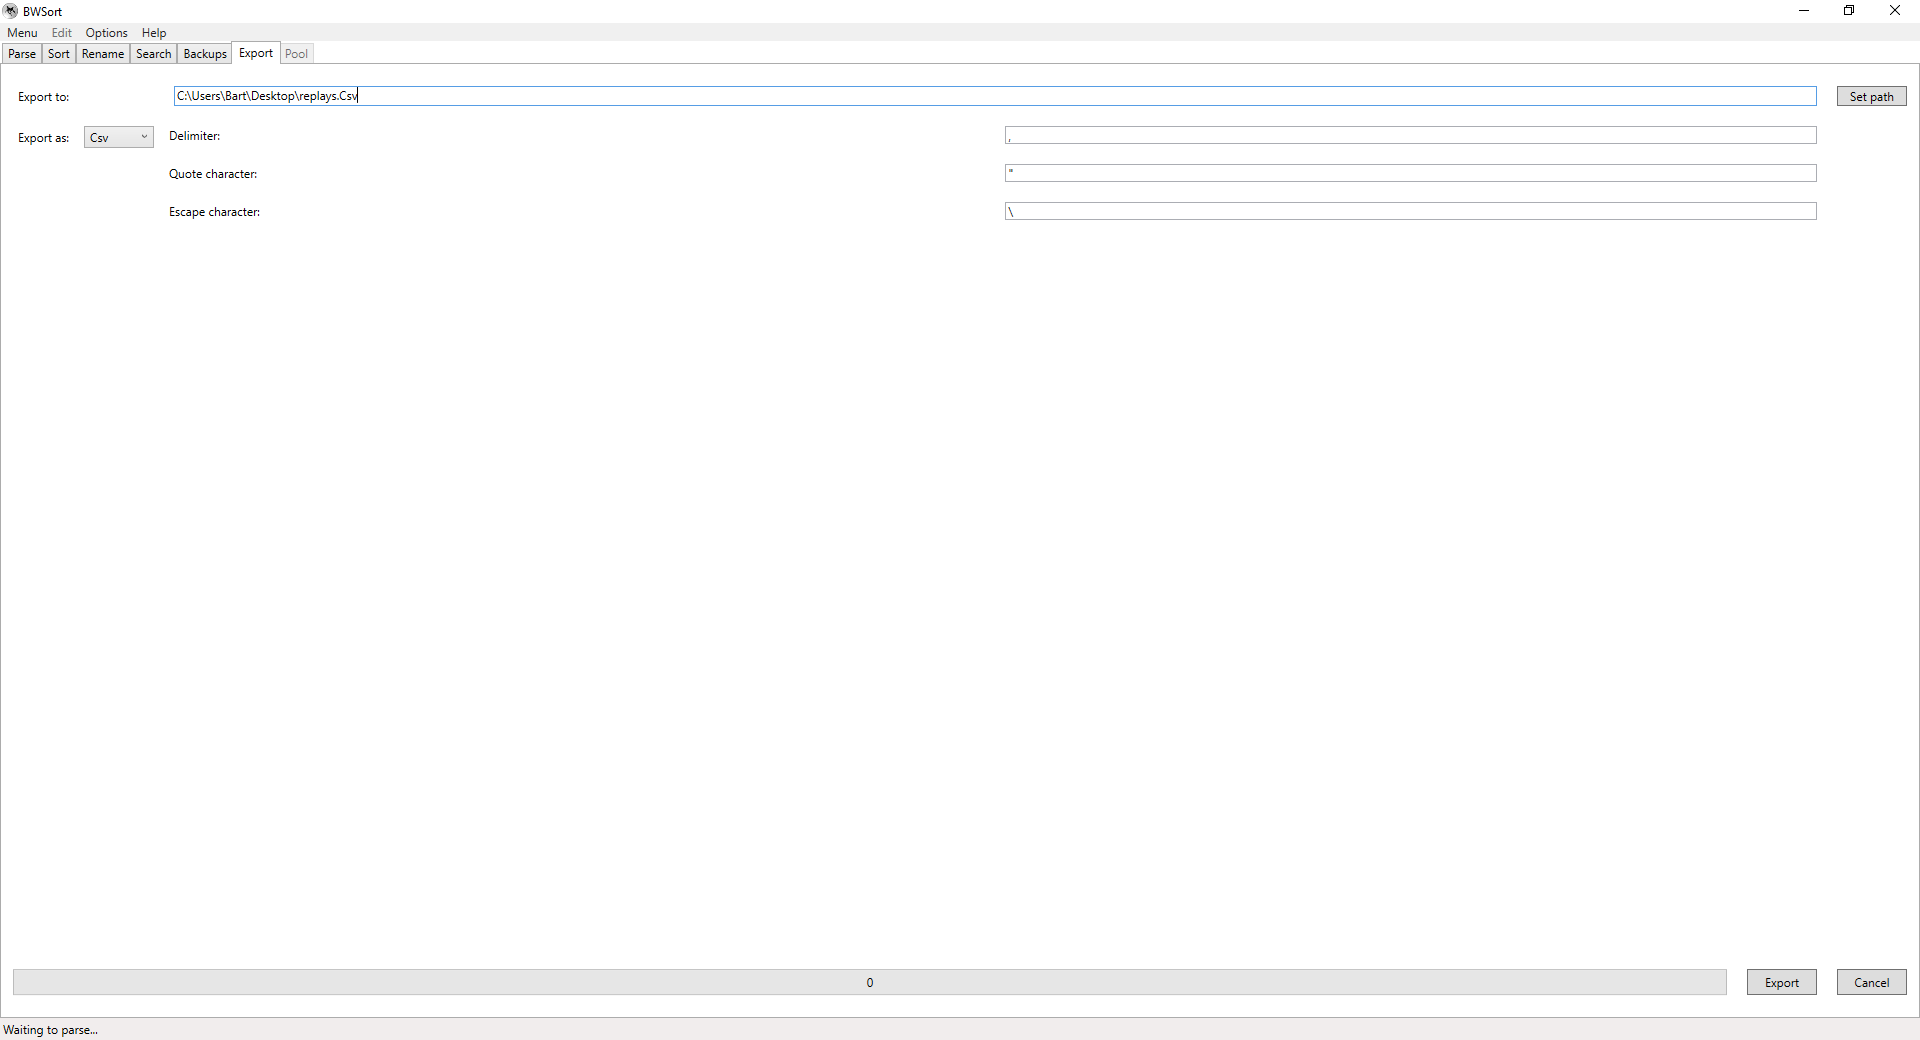 BWSort
Menu Edit Options Help
Parse Sort Rename Search Backups Export Pool
Export to: C:\Users\Bart\Desktop\replays.Csv Set path
Export as: Csv Delimiter: ,
Quote character: "
Escape character: \
0 Export Cancel
Waiting to parse...